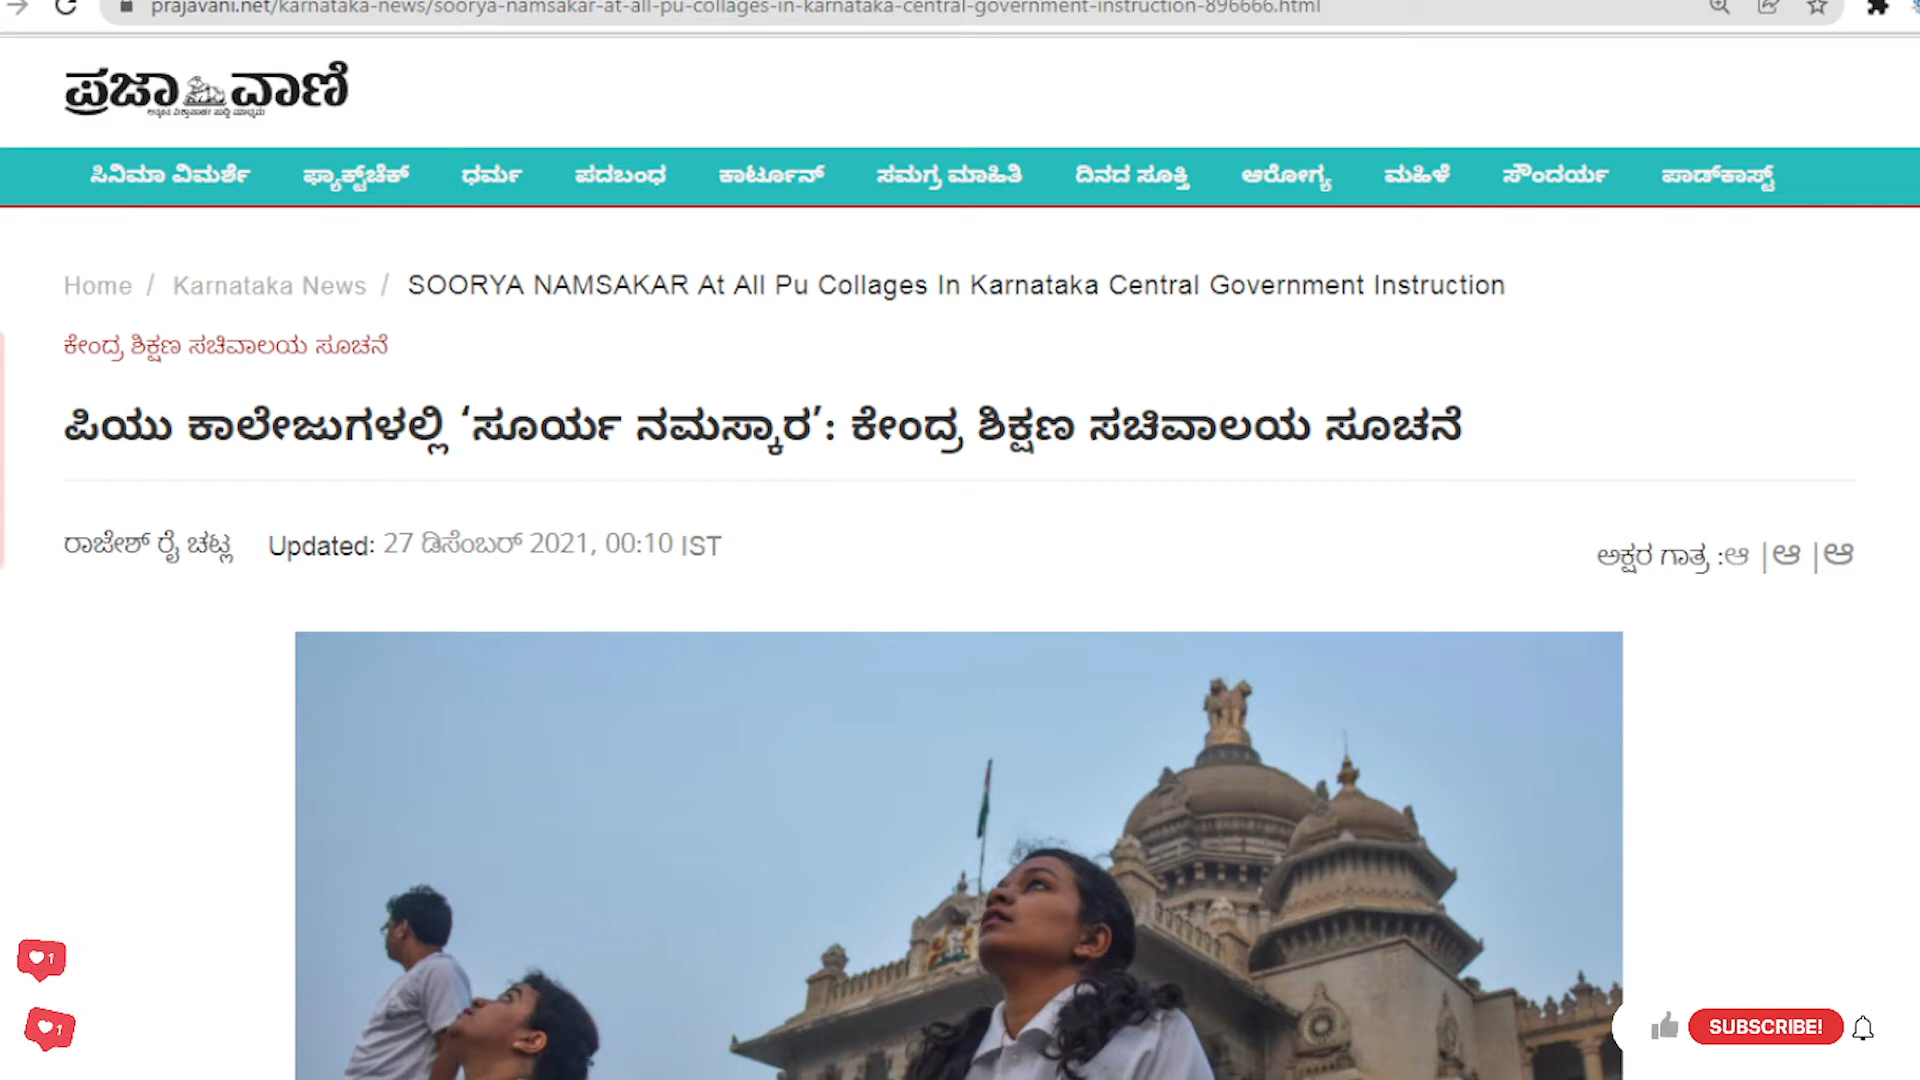 prajavani.net/karnataka-news/soorya-namsakar-at-all-pu-collages-in-karnataka-central-government-instruction-896666.html
ಪ್ರಜಾವಾಣಿ
ಸಿನಿಮಾ ವಿಮರ್ಶೆ ಫ್ಯಾಕ್ಟ್‌ಚೆಕ್ ಧರ್ಮ ಪದಬಂಧ ಕಾರ್ಟೂನ್ ಸಮಗ್ರ ಮಾಹಿತಿ ದಿನದ ಸೂಕ್ತಿ ಆರೋಗ್ಯ ಮಹಿಳೆ ಸೌಂದರ್ಯ ಪಾಡ್‌ಕಾಸ್ಟ್
Home / Karnataka News / SOORYA NAMSAKAR At All Pu Collages In Karnataka Central Government Instruction
ಕೇಂದ್ರ ಶಿಕ್ಷಣ ಸಚಿವಾಲಯ ಸೂಚನೆ
ಪಿಯು ಕಾಲೇಜುಗಳಲ್ಲಿ ‘ಸೂರ್ಯ ನಮಸ್ಕಾರ’: ಕೇಂದ್ರ ಶಿಕ್ಷಣ ಸಚಿವಾಲಯ ಸೂಚನೆ
ರಾಜೇಶ್ ರೈ ಚಟ್ಲ Updated: 27 ಡಿಸೆಂಬರ್ 2021, 00:10 IST
ಅಕ್ಷರ ಗಾತ್ರ :ಆ |ಆ |ಆ
1
1
SUBSCRIBE!